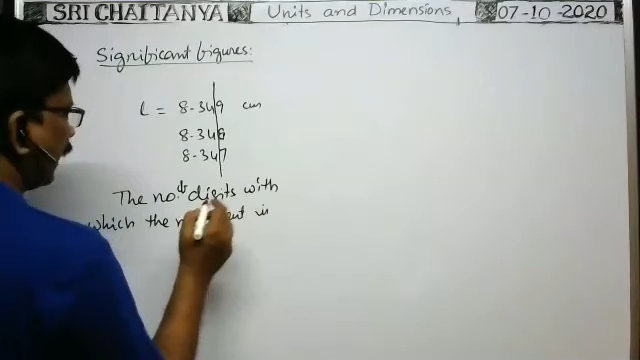 SRI CHAITANYA Units and Dimensions 07-10-2020
Significant figures:
L = 8.349 cm
8.348
8.347
The no. of digits with
which the is